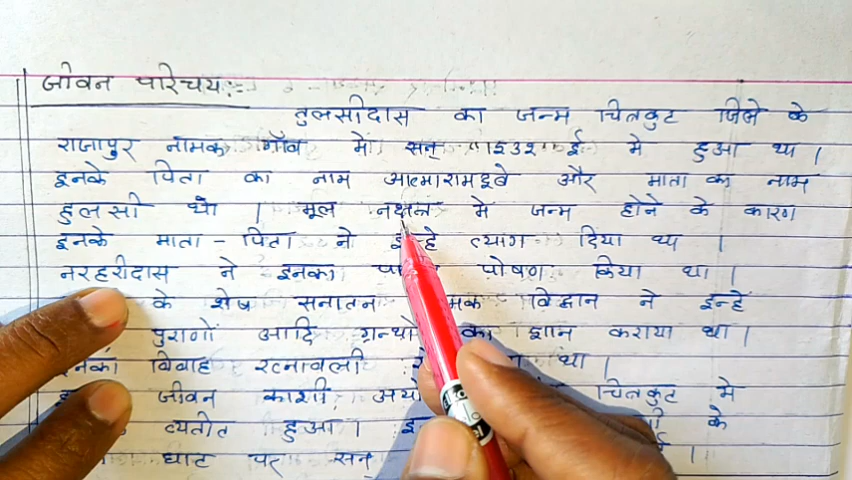 जीवन परिचय:-
तुलसीदास का जन्म चित्रकुट जिले के
राजापुर नामक गाँव में सन् 1532 ई में हुआ था ।
इनके पिता का नाम आत्माराम दूबे और माता का नाम
हुलसी था । मूल नक्षत्र मे जन्म होने के कारण
इनके माता - पिता ने इन्हे त्याग दिया था ।
नरहरीदास ने इनका पोषण किया था ।
के शेष सनातन विद्वान ने इन्हें
पुराणों आदि ग्रन्थो का ज्ञान कराया था ।
विवाह रत्नावली था ।
जीवन काशी, चित्रकुट मे
व्यतीत हुआ । के
घाट पर सन्